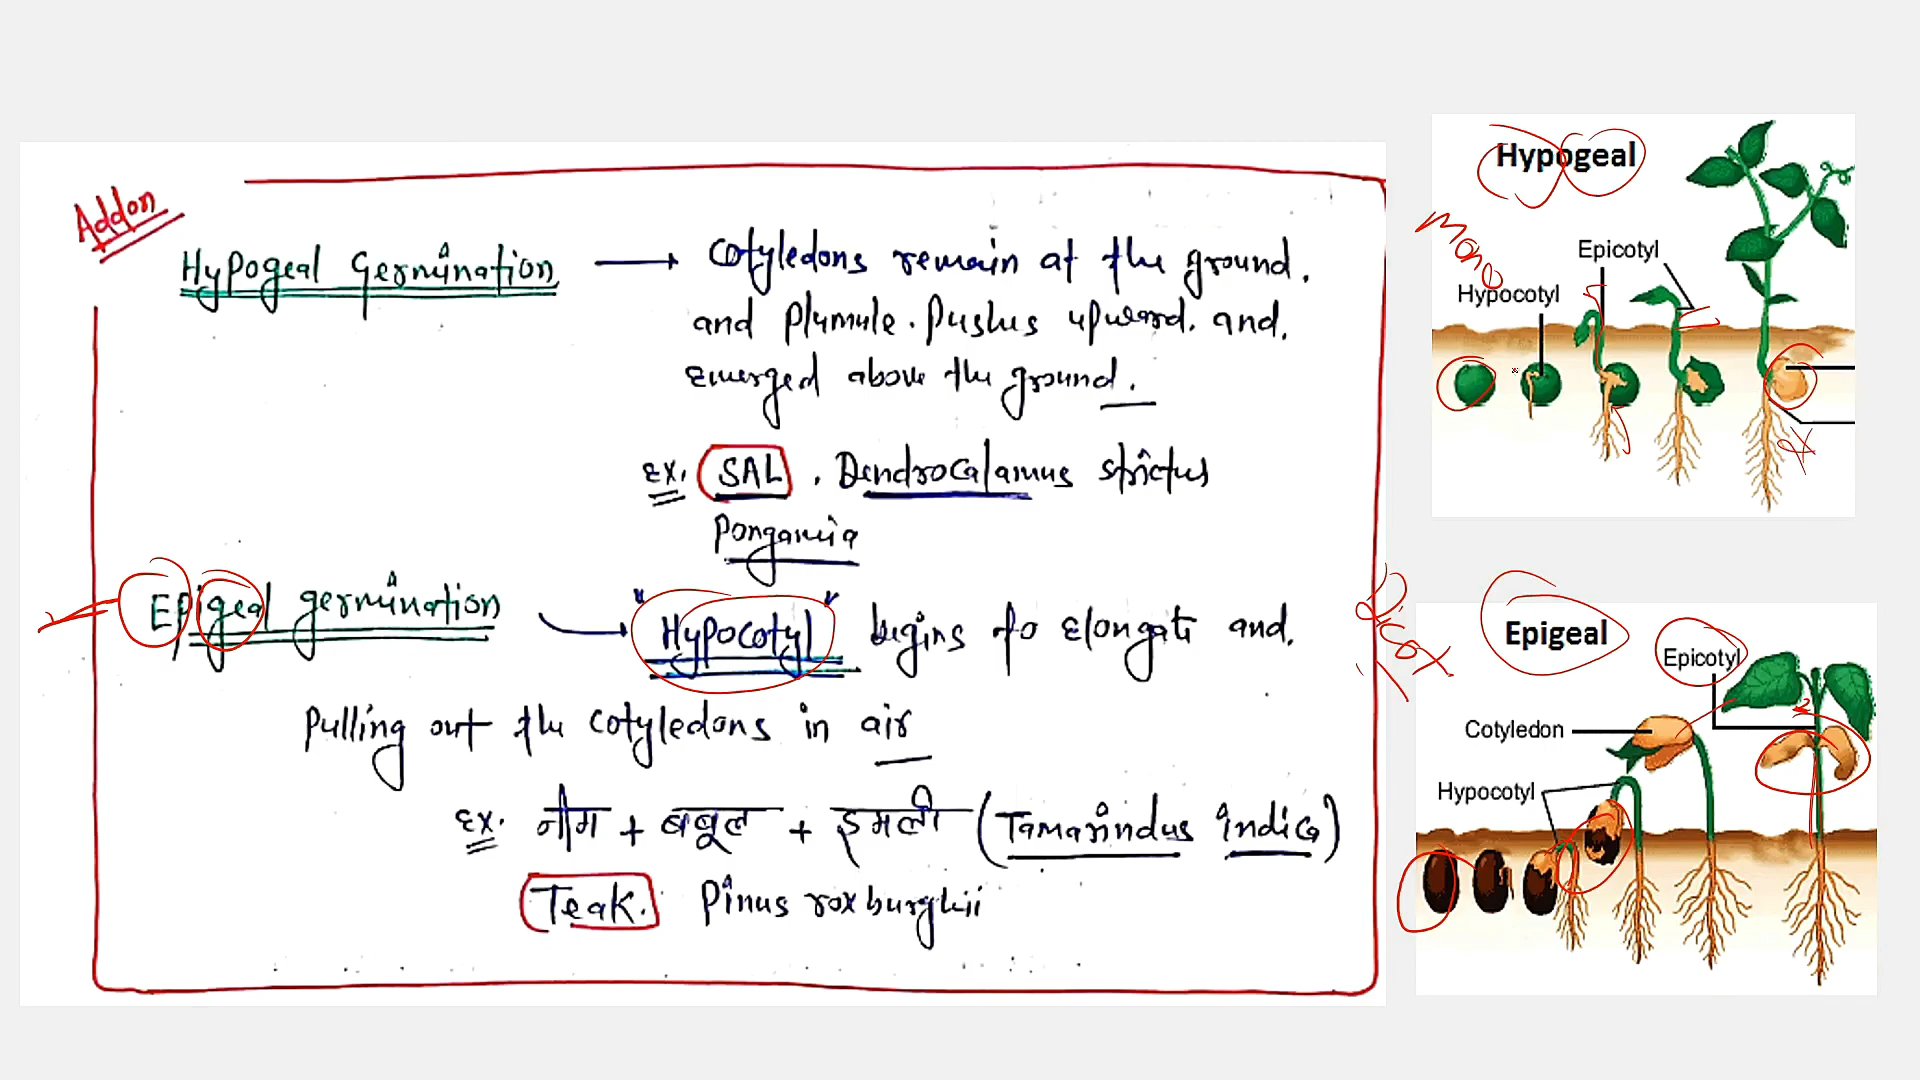 Addon
Hypogeal Germination → Cotyledons remain at the ground.
and Plumule. Pushes upward. and.
emerged above the ground.
Ex. SAL, Dendrocalamus strictus
Pongamia
Epigeal germination → "Hypocotyl" begins to Elongate and.
Pulling out the cotyledons in air
Ex. नीम + बबूल + इमली (Tamarindus indica)
Teak. Pinus roxburghii
Hypogeal
Mono
Epicotyl
Hypocotyl
Epigeal
Epicotyl
Cotyledon
Hypocotyl